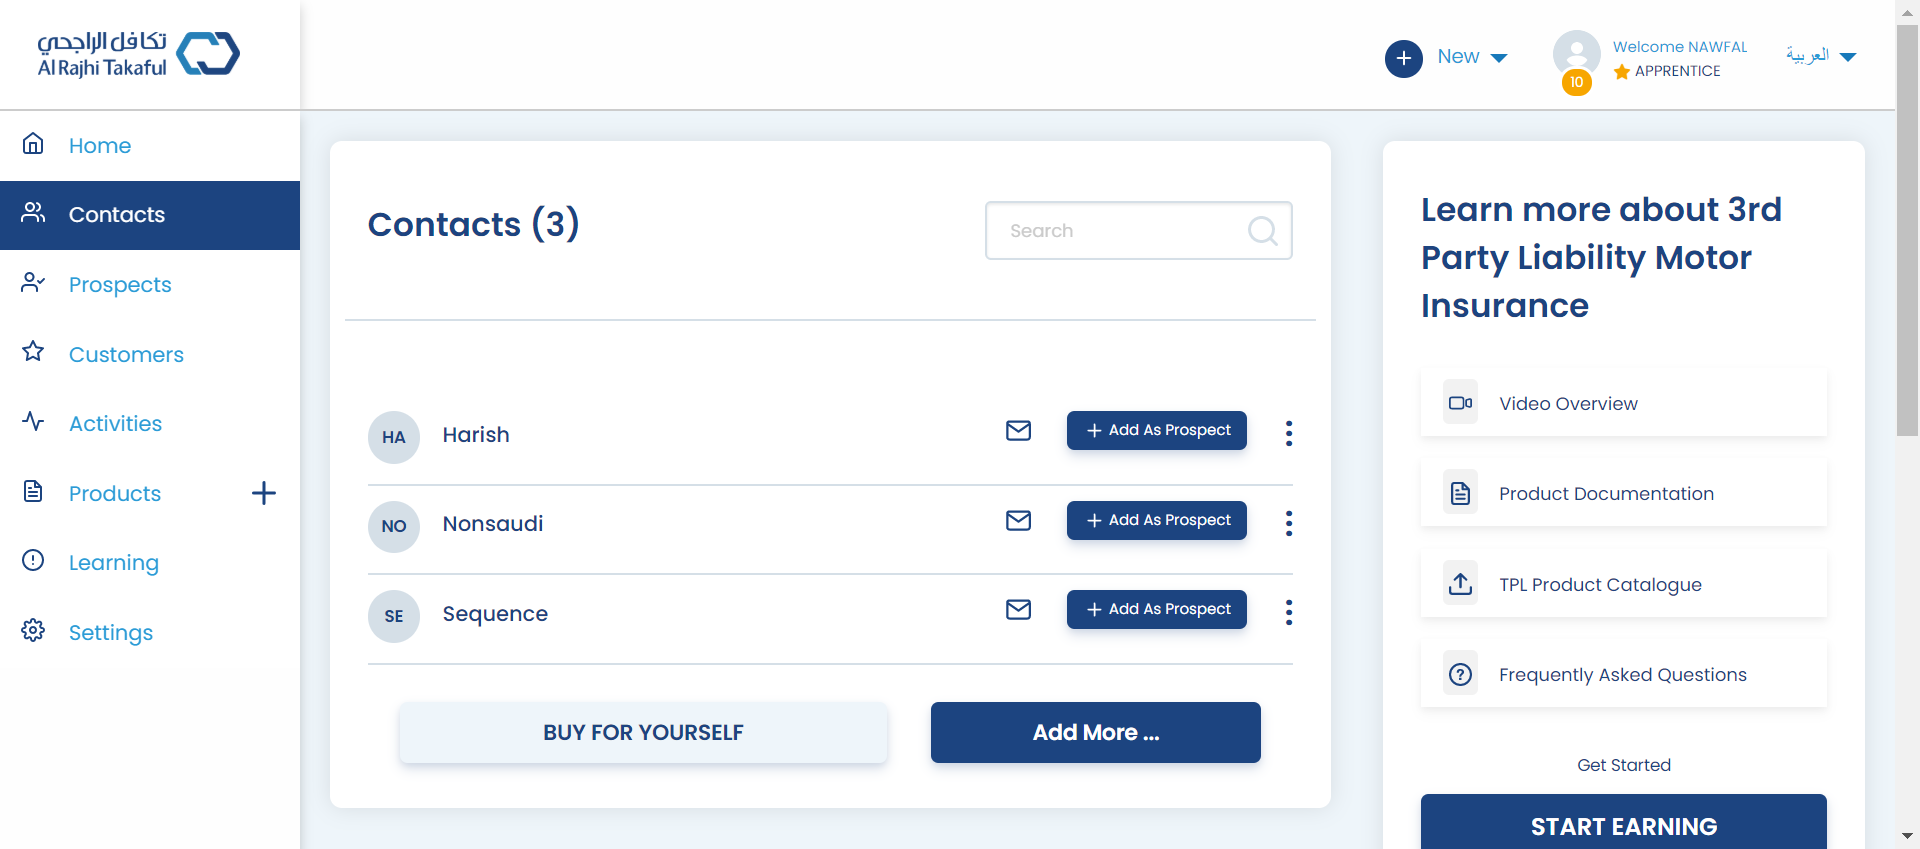 تكافل الراجحي
Al Rajhi Takaful
New
Welcome NAWFAL
APPRENTICE
10
العربية
Home
Contacts
Prospects
Customers
Activities
Products
Learning
Settings
Contacts (3)
Search
HA
Harish
Add As Prospect
NO
Nonsaudi
Add As Prospect
SE
Sequence
Add As Prospect
BUY FOR YOURSELF
Add More ...
Learn more about 3rd
Party Liability Motor
Insurance
Video Overview
Product Documentation
TPL Product Catalogue
Frequently Asked Questions
Get Started
START EARNING